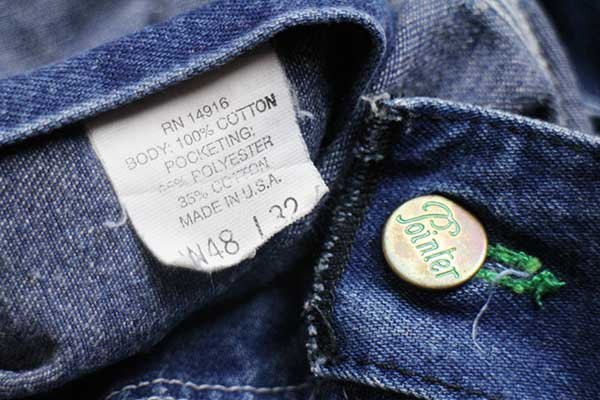 RN 14916
BODY: 100% COTTON
POCKETING:
65% POLYESTER
35% COTTON
MADE IN U.S.A.
W48 L32
Pointer